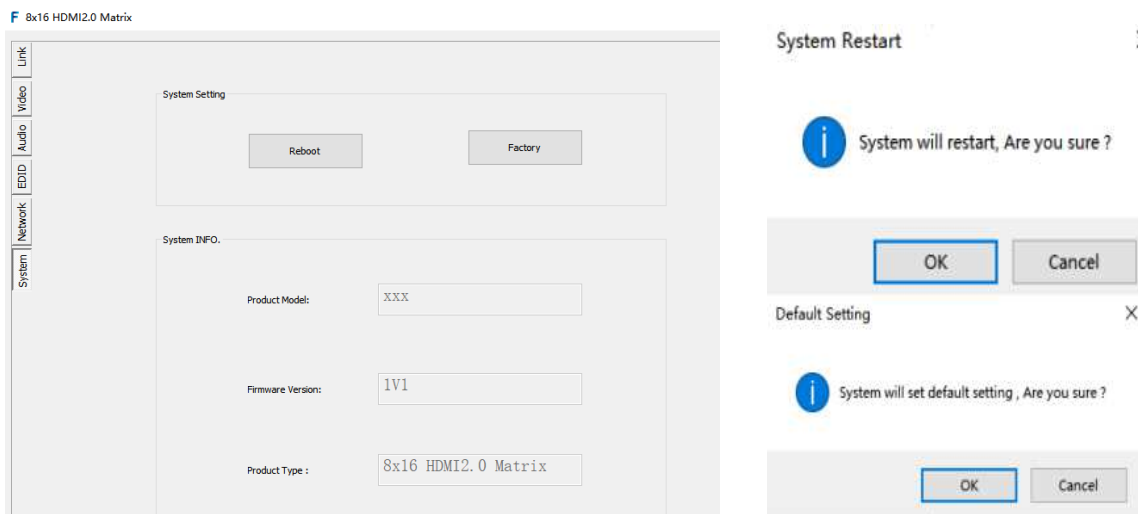 F 8x16 HDMI2.0 Matrix
Link
Video
Audio
EDID
Network
System
System Setting
Reboot
Factory
System INFO.
Product Model:
xxx
Firmware Version:
1V1
Product Type :
8x16 HDMI2.0 Matrix
System Restart
System will restart, Are you sure ?
OK
Cancel
Default Setting
System will set default setting , Are you sure ?
OK
Cancel